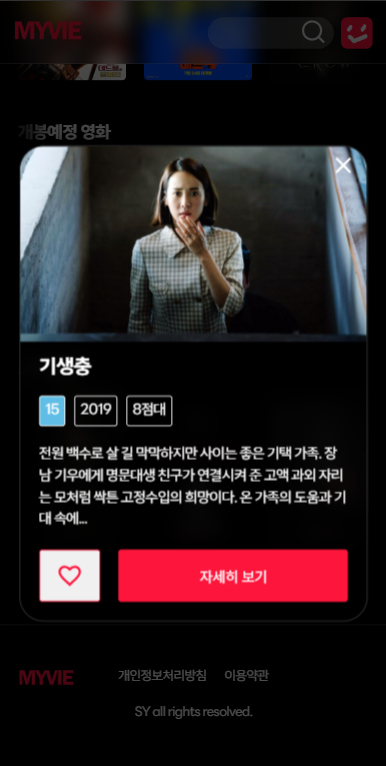 MYVIE
개봉예정 영화
기생충
15 2019 8점대
전원 백수로 살 길 막막하지만 사이는 좋은 기택 가족. 장
남 기우에게 명문대생 친구가 연결시켜 준 고액 과외 자리
는 모처럼 싹튼 고정수입의 희망이다. 온 가족의 도움과 기
대 속에...
자세히 보기
MYVIE 개인정보처리방침 이용약관
SY all rights resolved.